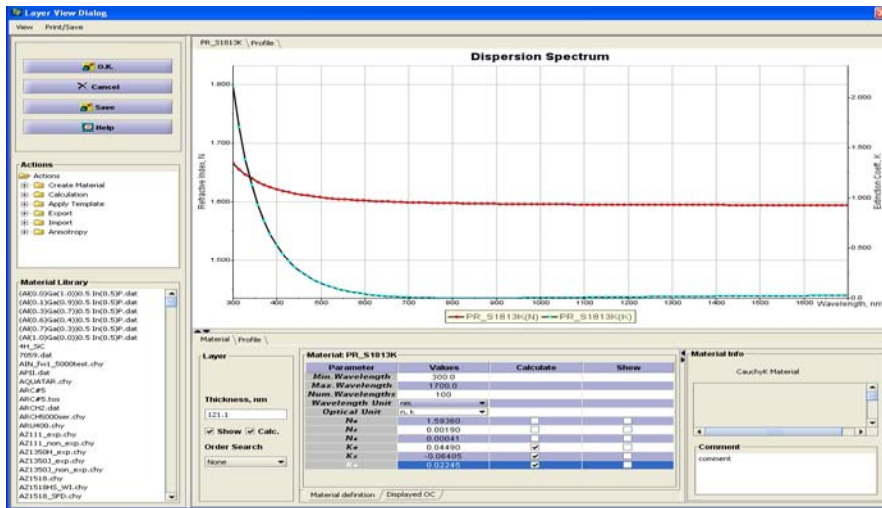 Layer View Dialog
View Print/Save
O.K.
Cancel
Save
Help
Actions
Actions
Create Material
Calculation
Apply Template
Export
Import
Anisotropy
Material Library
(Al(0.0)Ga(1.0))0.5 In(0.5)P.dat
(Al(0.1)Ga(0.9))0.5 In(0.5)P.dat
(Al(0.3)Ga(0.7))0.5 In(0.5)P.dat
(Al(0.6)Ga(0.4))0.5 In(0.5)P.dat
(Al(0.7)Ga(0.3))0.5 In(0.5)P.dat
(Al(1.0)Ga(0.0))0.5 In(0.5)P.dat
4H_SiC
7059.dat
AlN_fw1_5000test.chy
APII.dat
AQUATAR.chy
ARC#5
ARC#5.tos
ARCH2.dat
ARCH5000ser.chy
ARLH00.chy
AZ111_exp.chy
AZ111_non_exp.chy
AZ1350H_exp.chy
AZ1350J_exp.chy
AZ1350J_non_exp.chy
AZ1518.chy
AZ1518HS_WI.chy
AZ1518_SFD.chy
PR_S1813K Profile
Dispersion Spectrum
1.800
1.700
1.600
1.500
Refractive Index, N
2.000
1.000
0.500
0.0
Extinction Coeff., K
300 400 500 600 700 800 900 1000 1100 1200 1300 1400 1500 1600 Wavelength, nm
PR_S1813K(N) PR_S1813K(K)
Material Profile
Layer
Thickness, nm
121.1
Show Calc.
Order Search
None
Material: PR_S1813K
Parameter Values Calculate Show
Min.Wavelength 300.0
Max.Wavelength 1700.0
Num.Wavelengths 100
Wavelength Unit nm
Optical Unit n, k
1.59360
0.00190
0.00041
0.04490
-0.06405
0.02245
Material definition Displayed OC
Material Info
CauchyK Material
Comment
comment